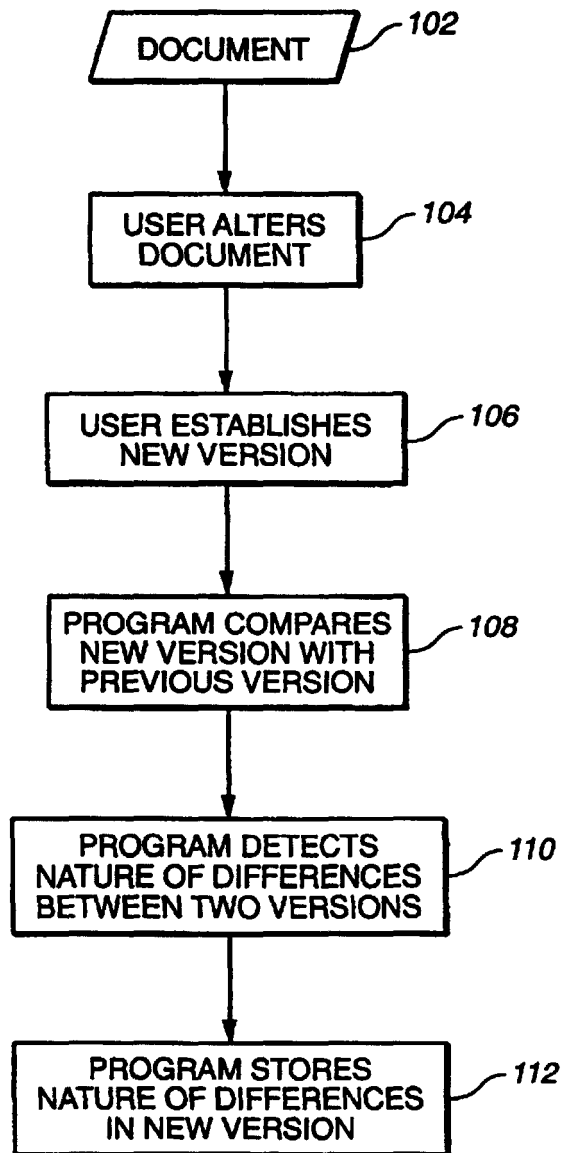 DOCUMENT
102
USER ALTERS
DOCUMENT
104
USER ESTABLISHES
NEW VERSION
106
PROGRAM COMPARES
NEW VERSION WITH
PREVIOUS VERSION
108
PROGRAM DETECTS
NATURE OF DIFFERENCES
BETWEEN TWO VERSIONS
110
PROGRAM STORES
NATURE OF DIFFERENCES
IN NEW VERSION
112